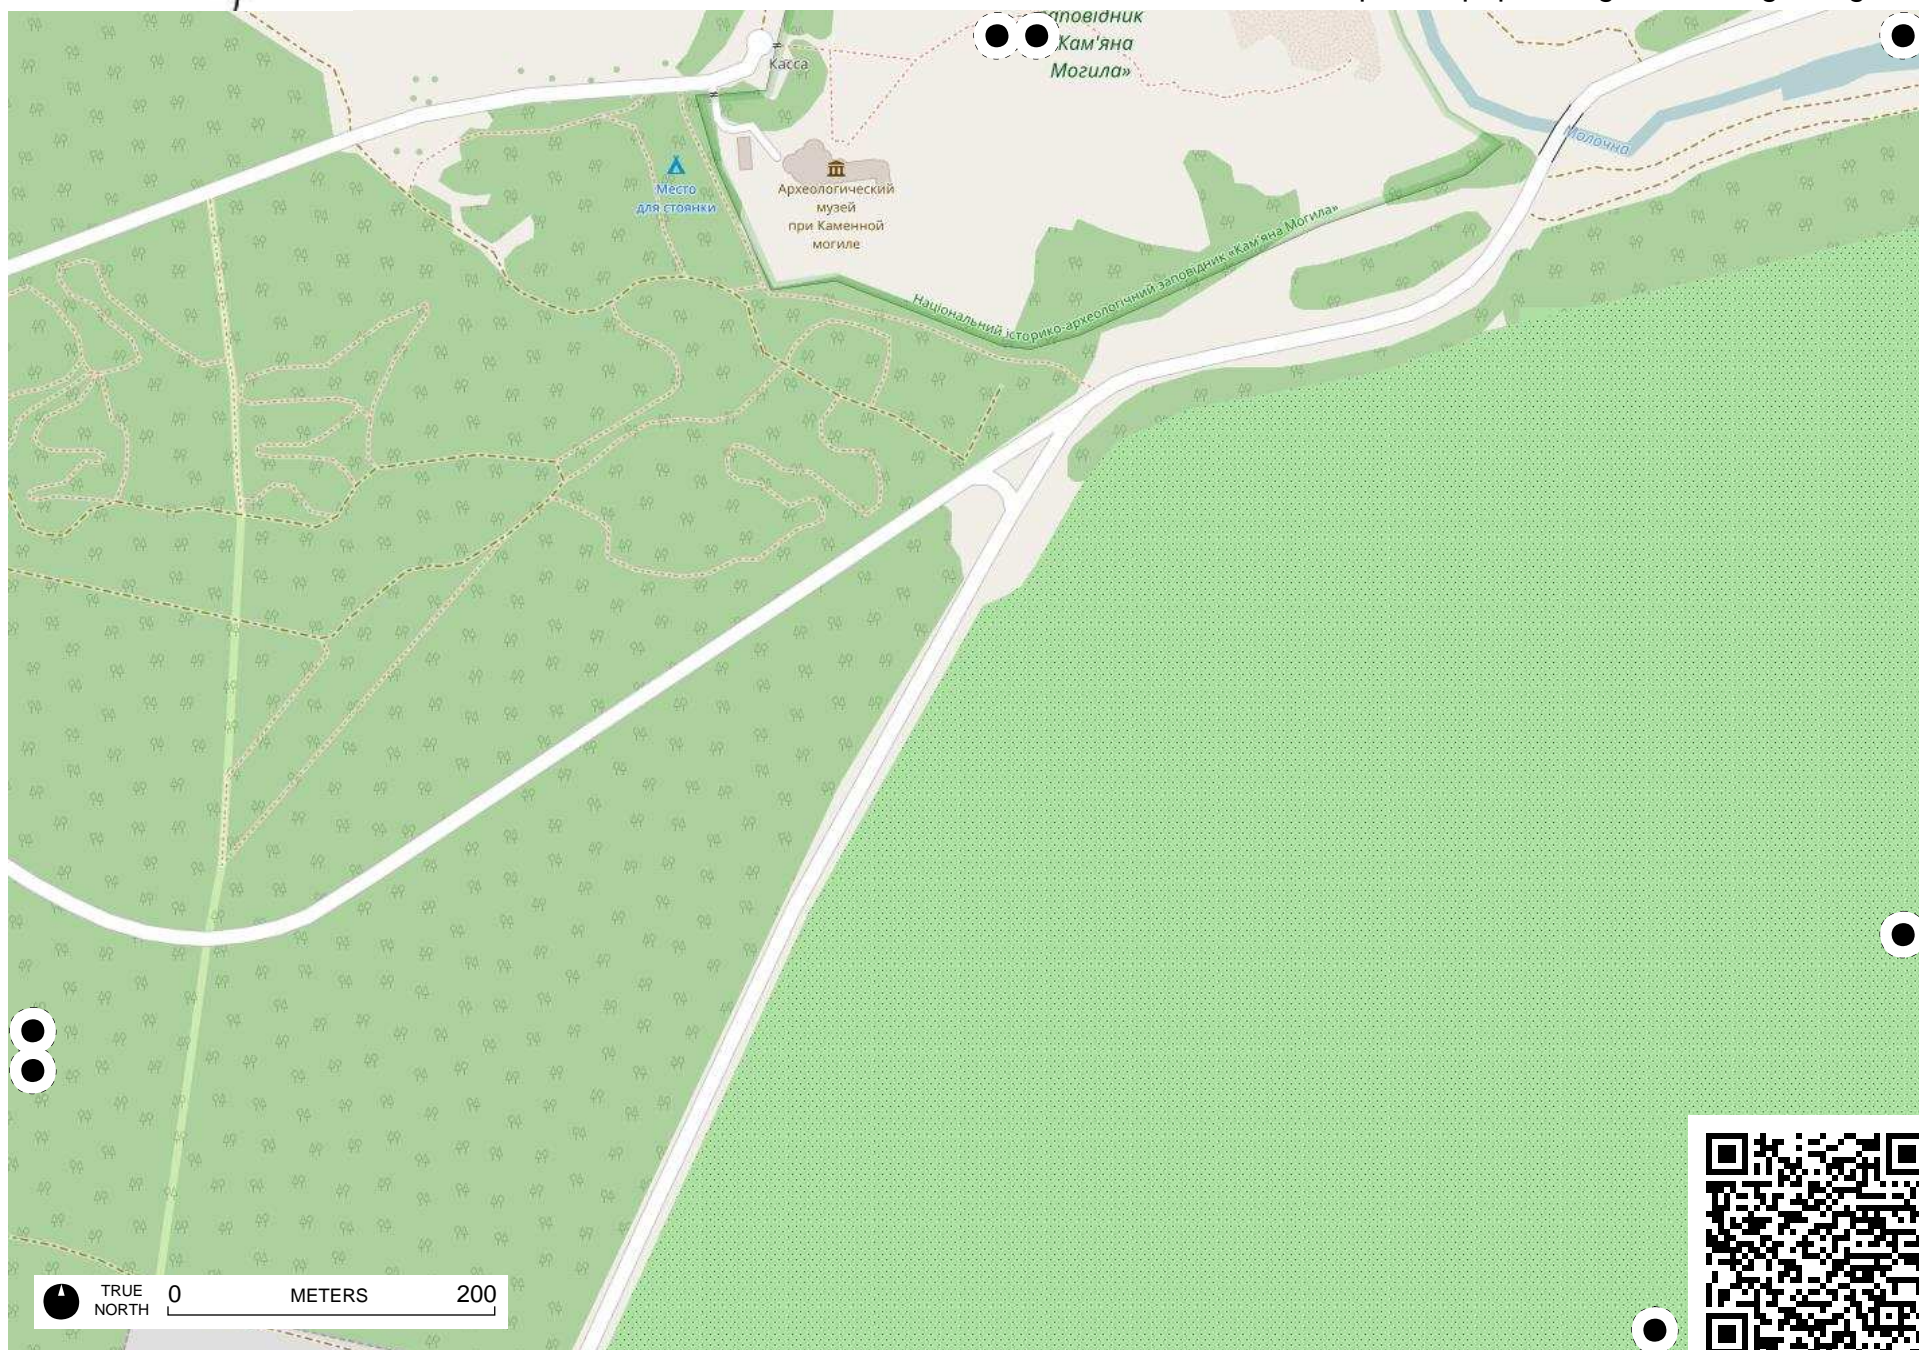 Кам'яна
Могила»
Касса
Молочна
Место
для стоянки
Археологический
музей
при Каменной
могиле
Національний історико-археологічний заповідник «Кам'яна Могила»
TRUE
NORTH
0 METERS 200